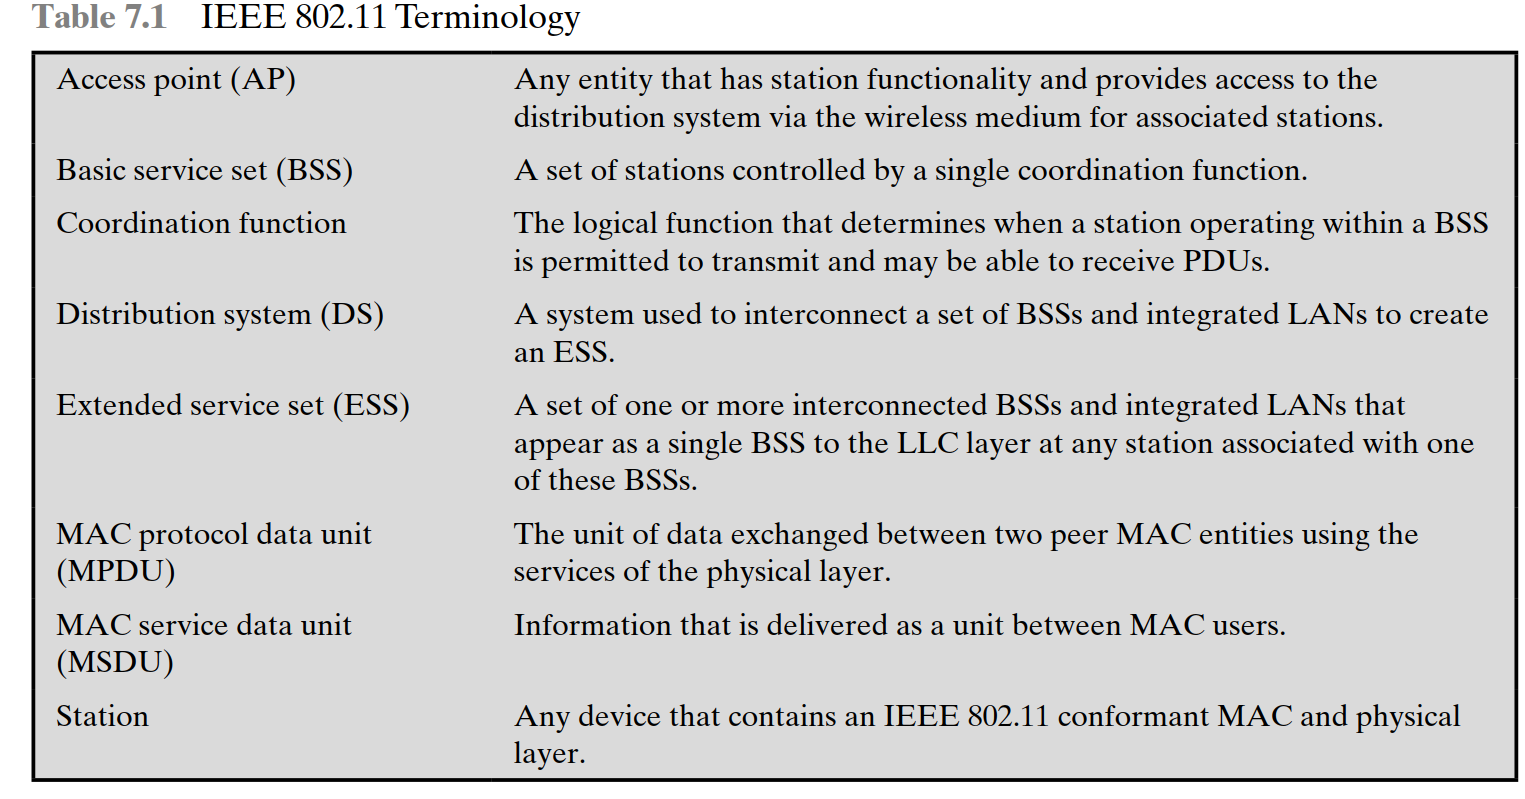 Table 7.1 IEEE 802.11 Terminology
Access point (AP) Any entity that has station functionality and provides access to the
distribution system via the wireless medium for associated stations.
Basic service set (BSS) A set of stations controlled by a single coordination function.
Coordination function The logical function that determines when a station operating within a BSS
is permitted to transmit and may be able to receive PDUs.
Distribution system (DS) A system used to interconnect a set of BSSs and integrated LANs to create
an ESS.
Extended service set (ESS) A set of one or more interconnected BSSs and integrated LANs that
appear as a single BSS to the LLC layer at any station associated with one
of these BSSs.
MAC protocol data unit The unit of data exchanged between two peer MAC entities using the
(MPDU) services of the physical layer.
MAC service data unit Information that is delivered as a unit between MAC users.
(MSDU)
Station Any device that contains an IEEE 802.11 conformant MAC and physical
layer.